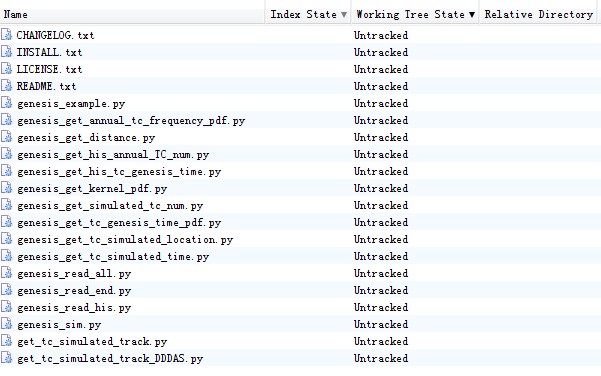 Name Index State Working Tree State Relative Directory
CHANGELOG.txt Untracked
INSTALL.txt Untracked
LICENSE.txt Untracked
README.txt Untracked
genesis_example.py Untracked
genesis_get_annual_tc_frequency_pdf.py Untracked
genesis_get_distance.py Untracked
genesis_get_his_annual_TC_num.py Untracked
genesis_get_his_tc_genesis_time.py Untracked
genesis_get_kernel_pdf.py Untracked
genesis_get_simulated_tc_num.py Untracked
genesis_get_tc_genesis_time_pdf.py Untracked
genesis_get_tc_simulated_location.py Untracked
genesis_get_tc_simulated_time.py Untracked
genesis_read_all.py Untracked
genesis_read_end.py Untracked
genesis_read_his.py Untracked
genesis_sim.py Untracked
get_tc_simulated_track.py Untracked
get_tc_simulated_track_DDDAS.py Untracked